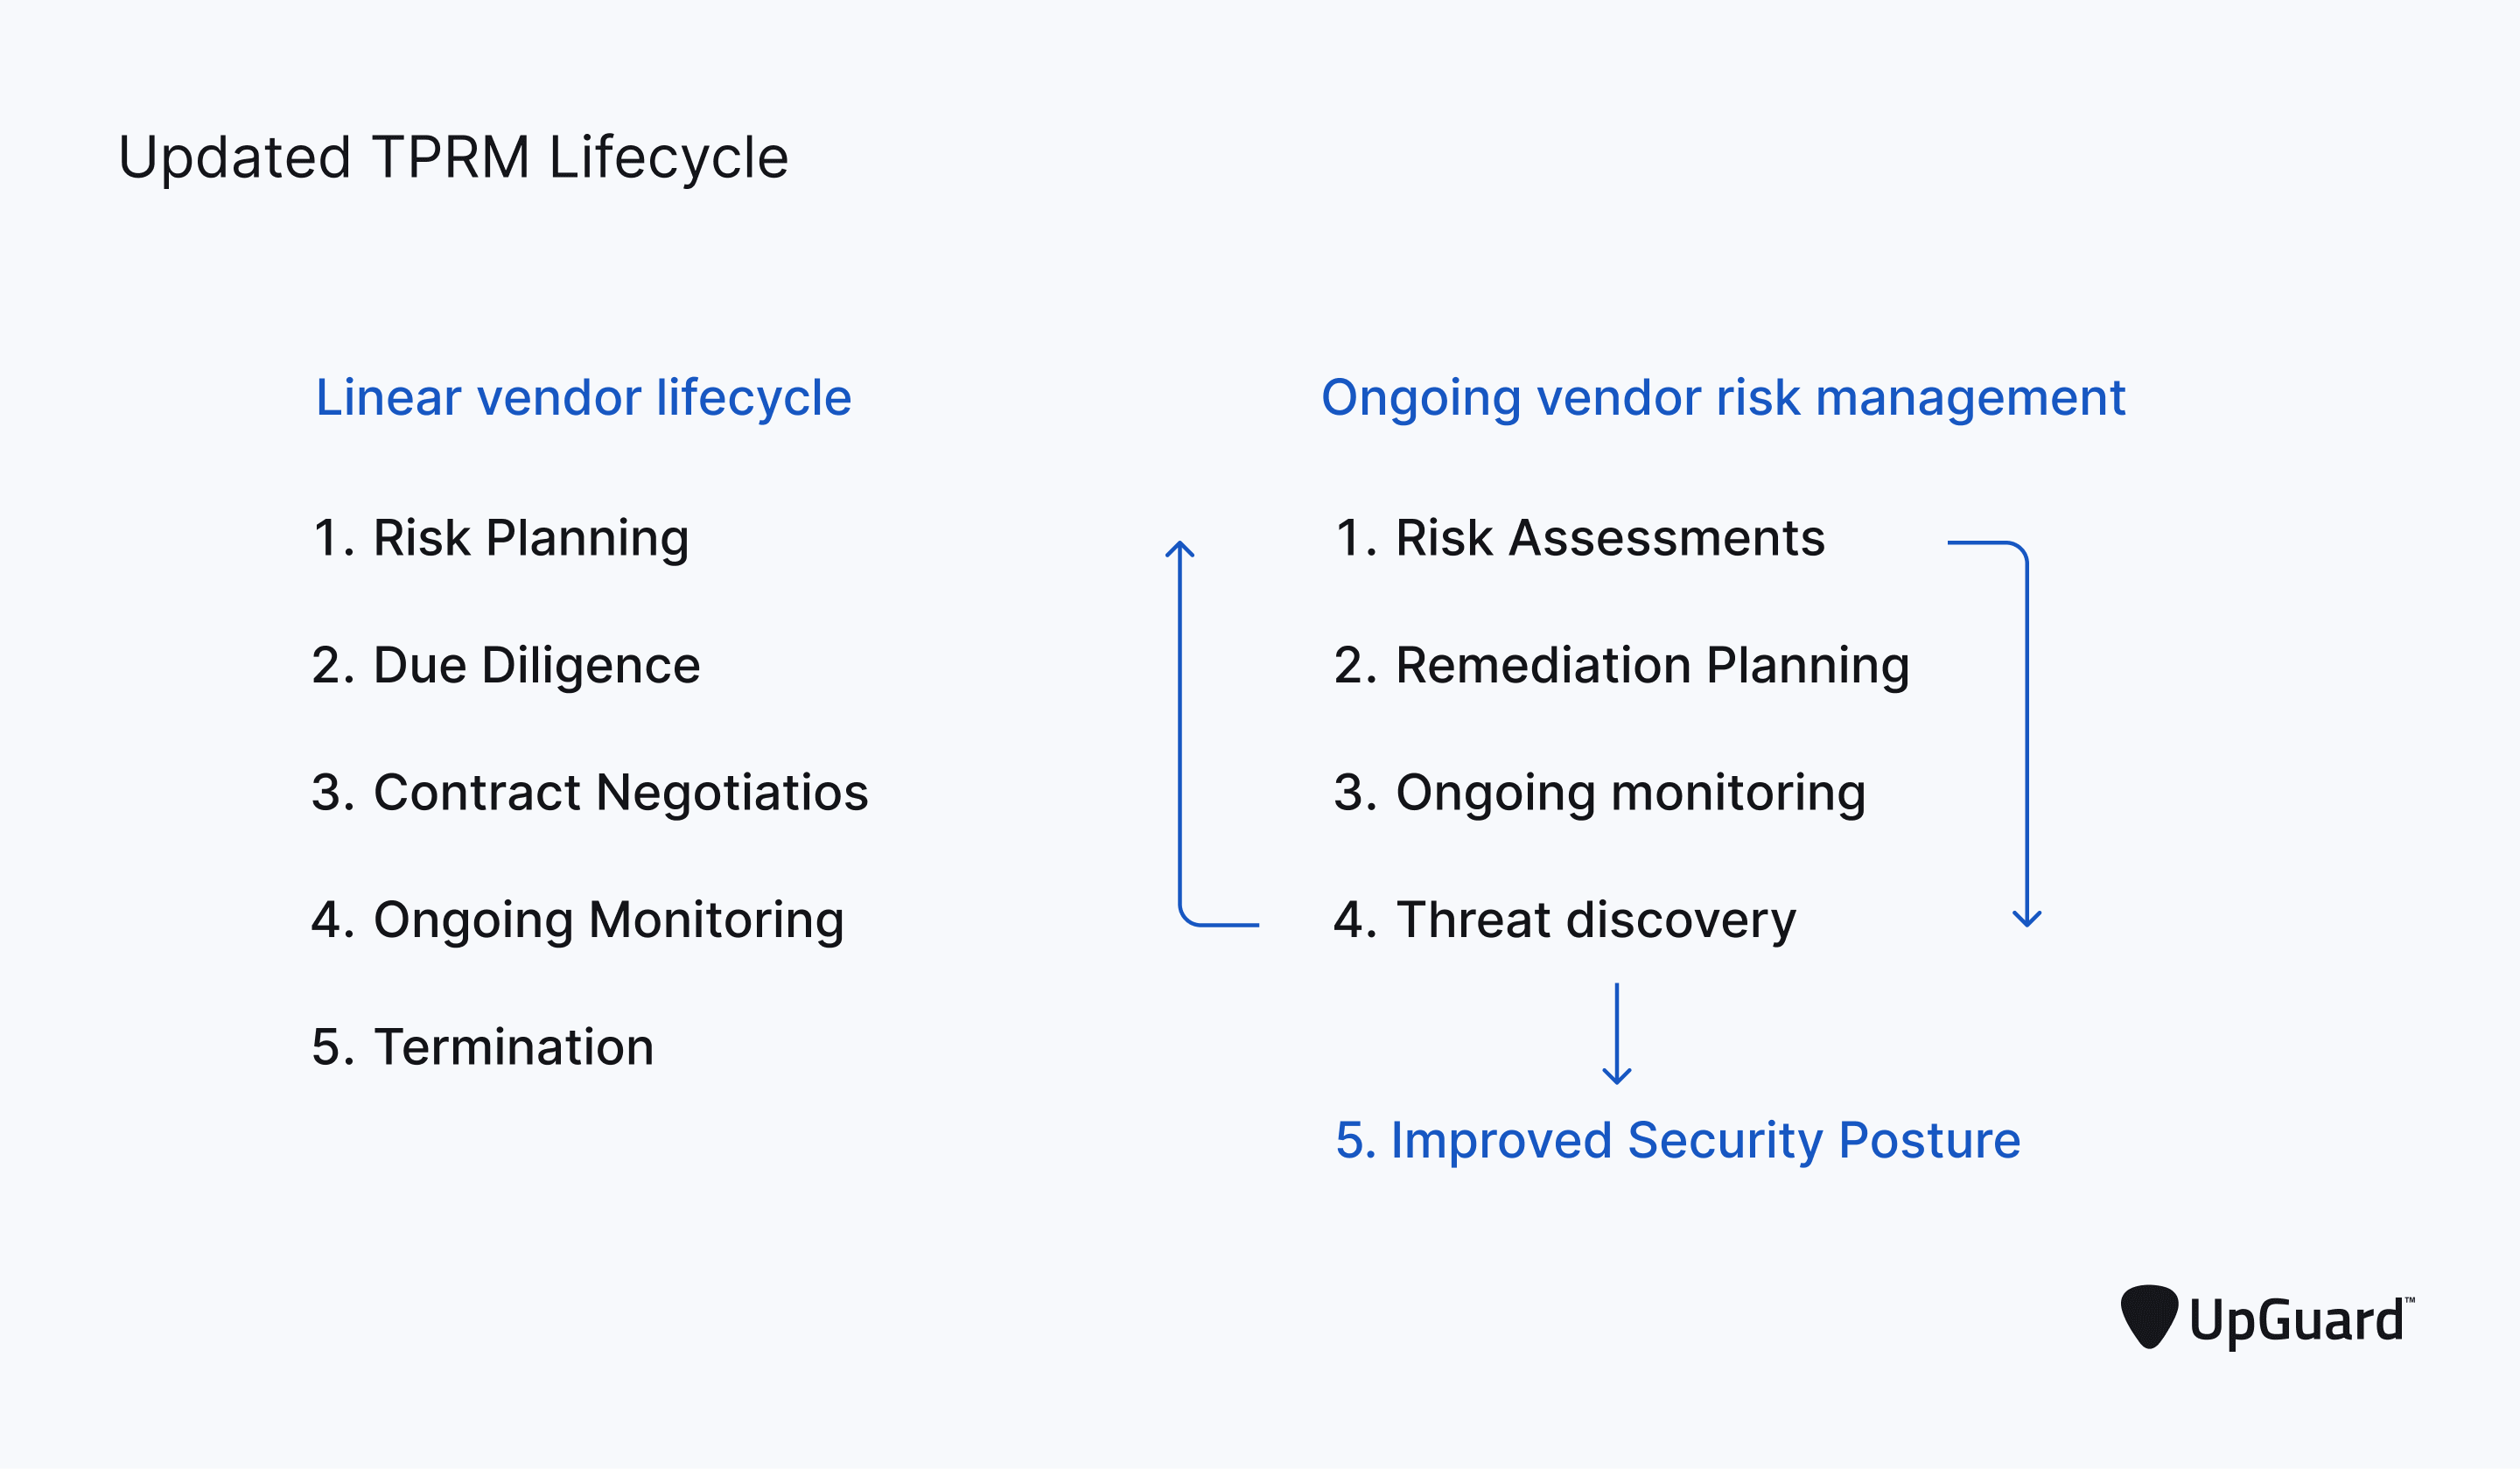 Updated TPRM Lifecycle
Linear vendor lifecycle
1. Risk Planning
2. Due Diligence
3. Contract Negotiatios
4. Ongoing Monitoring
5. Termination
Ongoing vendor risk management
1. Risk Assessments
2. Remediation Planning
3. Ongoing monitoring
4. Threat discovery
5. Improved Security Posture
UpGuard™